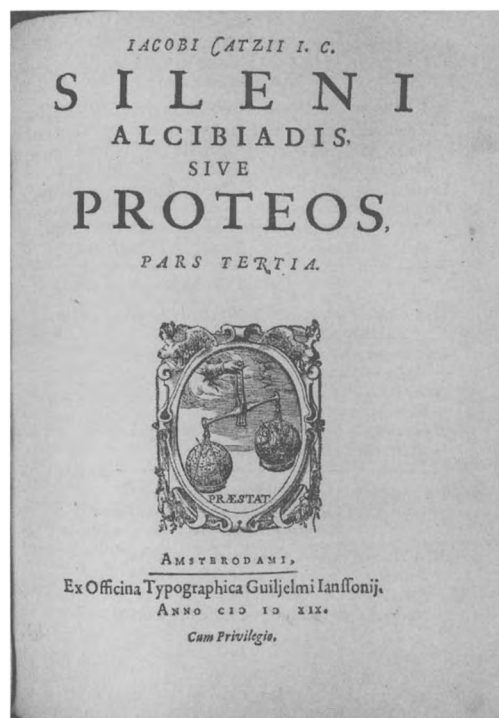 IACOBI CATZII I. C.
SILENI
ALCIBIADIS,
SIVE
PROTEOS,
PARS TERTIA.
PRÆSTAT
AMSTERODAMI,
Ex Officina Typographica Guiljelmi Ianſſonij.
ANNO CIↃ IↃ XIX.
Cum Privilegio.